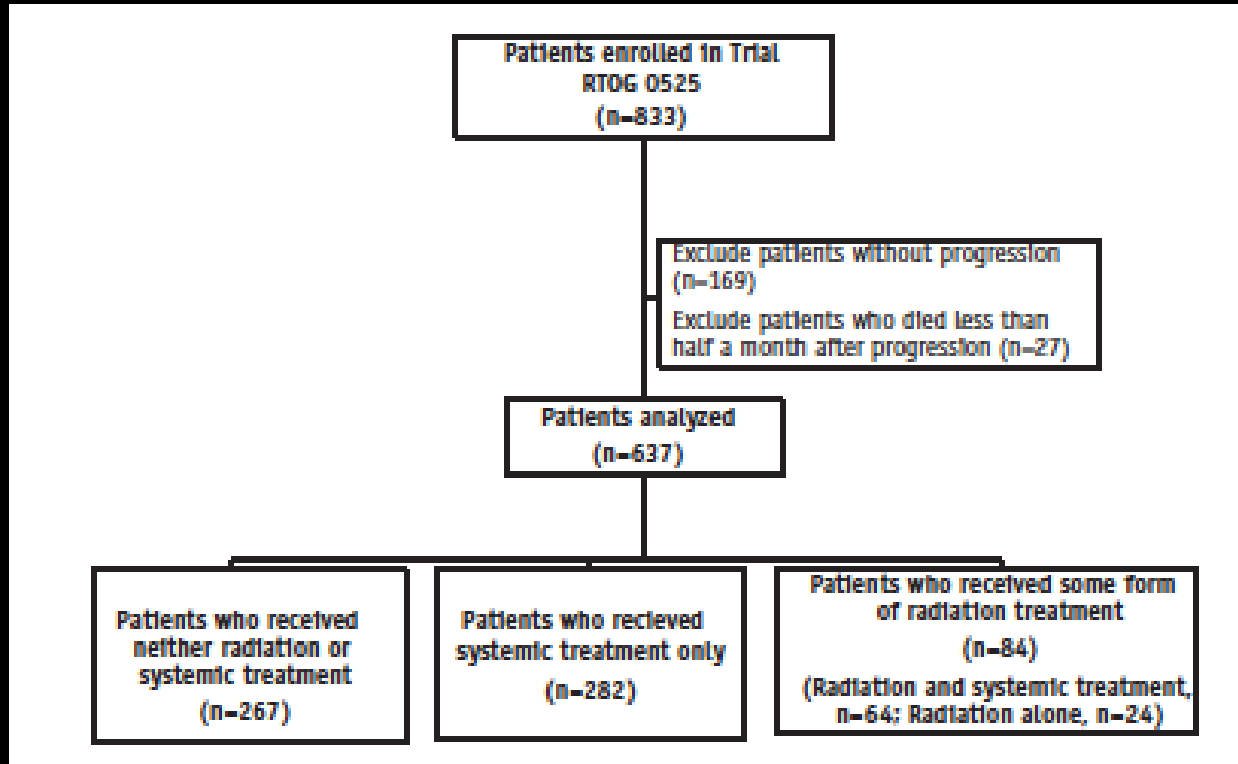 Patients enrolled in Trial
RTOG 0525
(n=833)
Exclude patients without progression
(n=169)
Exclude patients who died less than
half a month after progression (n=27)
Patients analyzed
(n=637)
Patients who received
neither radiation or
systemic treatment
(n=267)
Patients who recieved
systemic treatment only
(n=282)
Patients who received some form
of radiation treatment
(n=84)
(Radiation and systemic treatment,
n=64; Radiation alone, n=24)